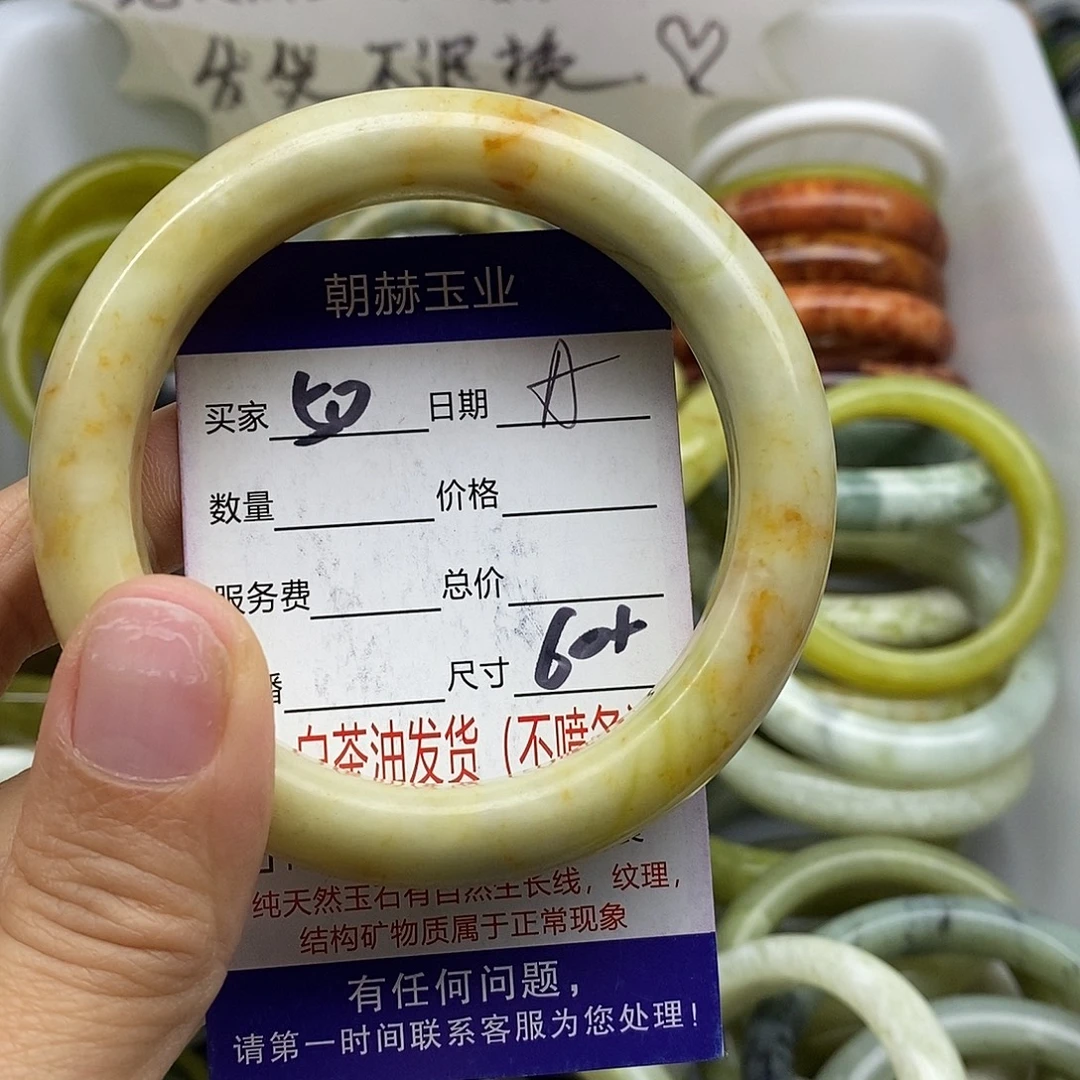 不退换
朝赫玉业
买家 日期 A
数量 价格
服务费 总价
播 尺寸 60+
白茶油发货（不喷
纯天然玉石有自然生长线，纹理，
结构矿物质属于正常现象
有任何问题，
请第一时间联系客服为您处理！